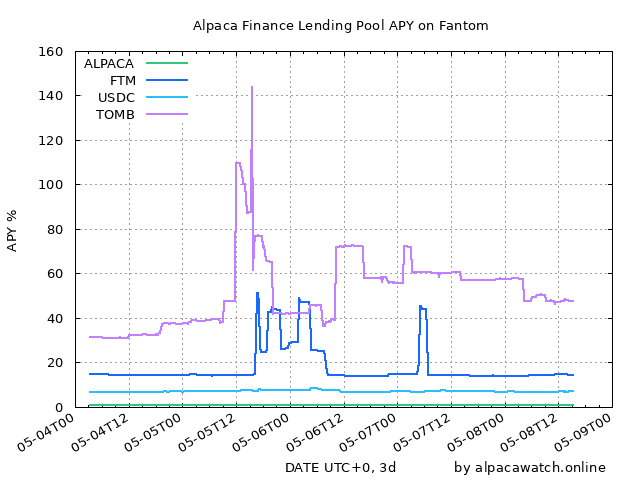 Alpaca Finance Lending Pool APY on Fantom
160
140
120
100
80
60
40
20
0
APY %
ALPACA
FTM
USDC
TOMB
05-04T00
05-04T12
05-05T00
05-05T12
05-06T00
05-06T12
05-07T00
05-07T12
05-08T00
05-08T12
05-09T00
DATE UTC+0, 3d
by alpacawatch.online